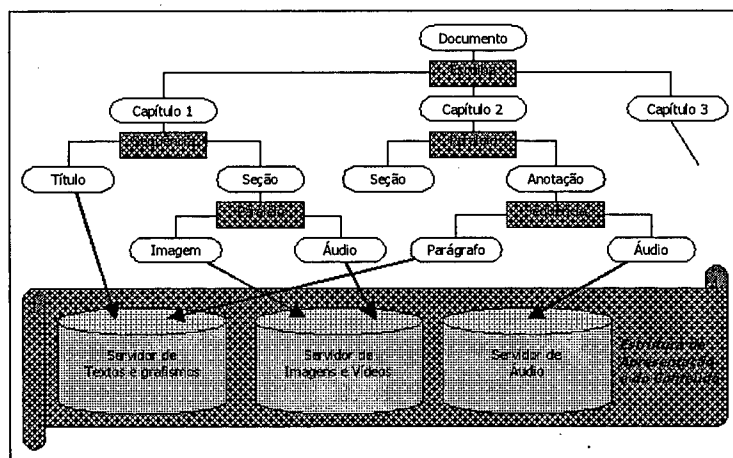 Documento
Capítulo 1
Capítulo 2
Capítulo 3
Título
Seção
Seção
Anotação
Imagem
Áudio
Parágrafo
Áudio
Servidor de
Textos e grafismos
Servidor de
Imagens e Vídeos
Servidor de
Áudio